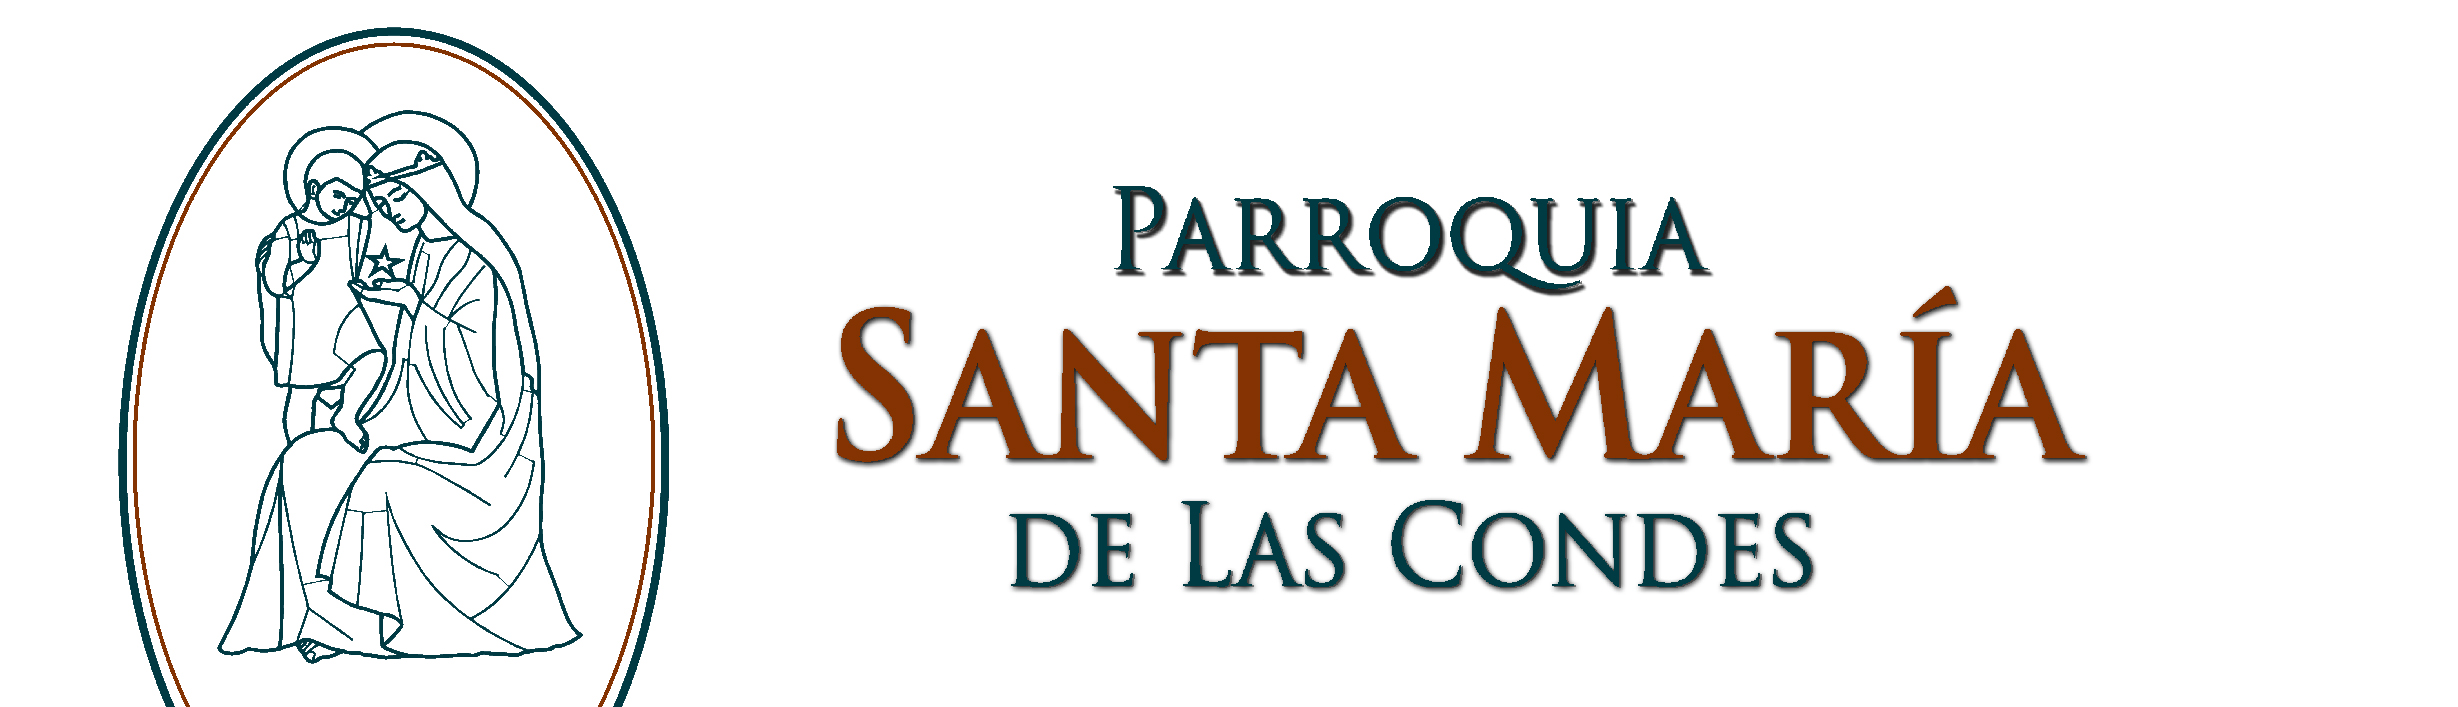 PARROQUIA
SANTA MARÍA
DE LAS CONDES